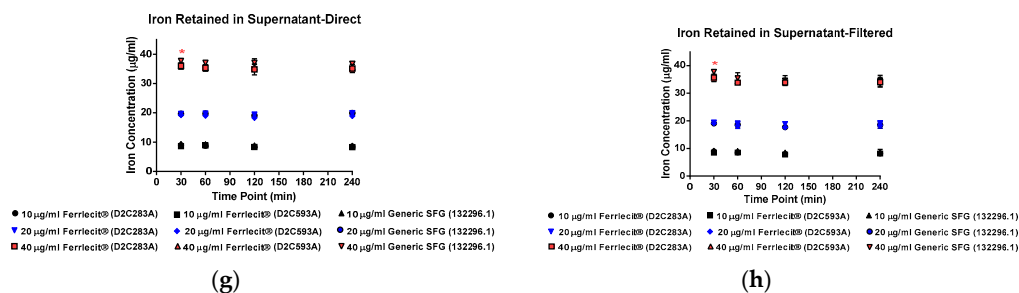 Iron Retained in Supernatant-Direct
Iron Concentration (µg/ml)
50
40
30
20
10
0
*
0 30 60 90 120 150 180 210 240
Time Point (min)
10 µg/ml Ferrlecit® (D2C283A) 10 µg/ml Ferrlecit® (D2C593A) 10 µg/ml Generic SFG (132296.1)
20 µg/ml Ferrlecit® (D2C283A) 20 µg/ml Ferrlecit® (D2C593A) 20 µg/ml Generic SFG (132296.1)
40 µg/ml Ferrlecit® (D2C283A) 40 µg/ml Ferrlecit® (D2C593A) 40 µg/ml Generic SFG (132296.1)
(g)
Iron Retained in Supernatant-Filtered
Iron Concentration (µg/ml)
50
40
30
20
10
0
*
0 30 60 90 120 150 180 210 240
Time Point (min)
10 µg/ml Ferrlecit® (D2C283A) 10 µg/ml Ferrlecit® (D2C593A) 10 µg/ml Generic SFG (132296.1)
20 µg/ml Ferrlecit® (D2C283A) 20 µg/ml Ferrlecit® (D2C593A) 20 µg/ml Generic SFG (132296.1)
40 µg/ml Ferrlecit® (D2C283A) 40 µg/ml Ferrlecit® (D2C593A) 40 µg/ml Generic SFG (132296.1)
(h)